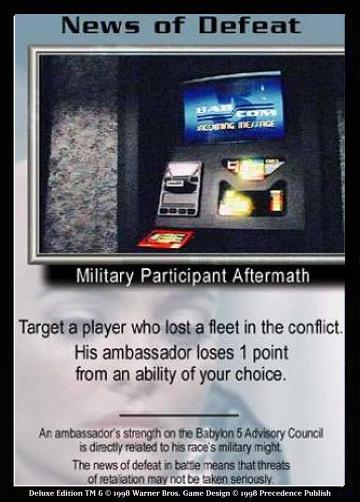 News of Defeat
BABCOM
INCOMING MESSAGE
Military Participant Aftermath
Target a player who lost a fleet in the conflict.
His ambassador loses 1 point
from an ability of your choice.
An ambassador's strength on the Babylon 5 Advisory Council
is directly related to his race's military might.
The news of defeat in battle means that threats
of retaliation may not be taken seriously.
Deluxe Edition TM & © 1998 Warner Bros. Game Design © 1998 Precedence Publish